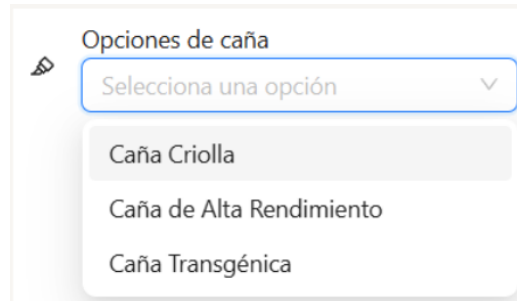 Opciones de caña
Selecciona una opción
Caña Criolla
Caña de Alta Rendimiento
Caña Transgénica